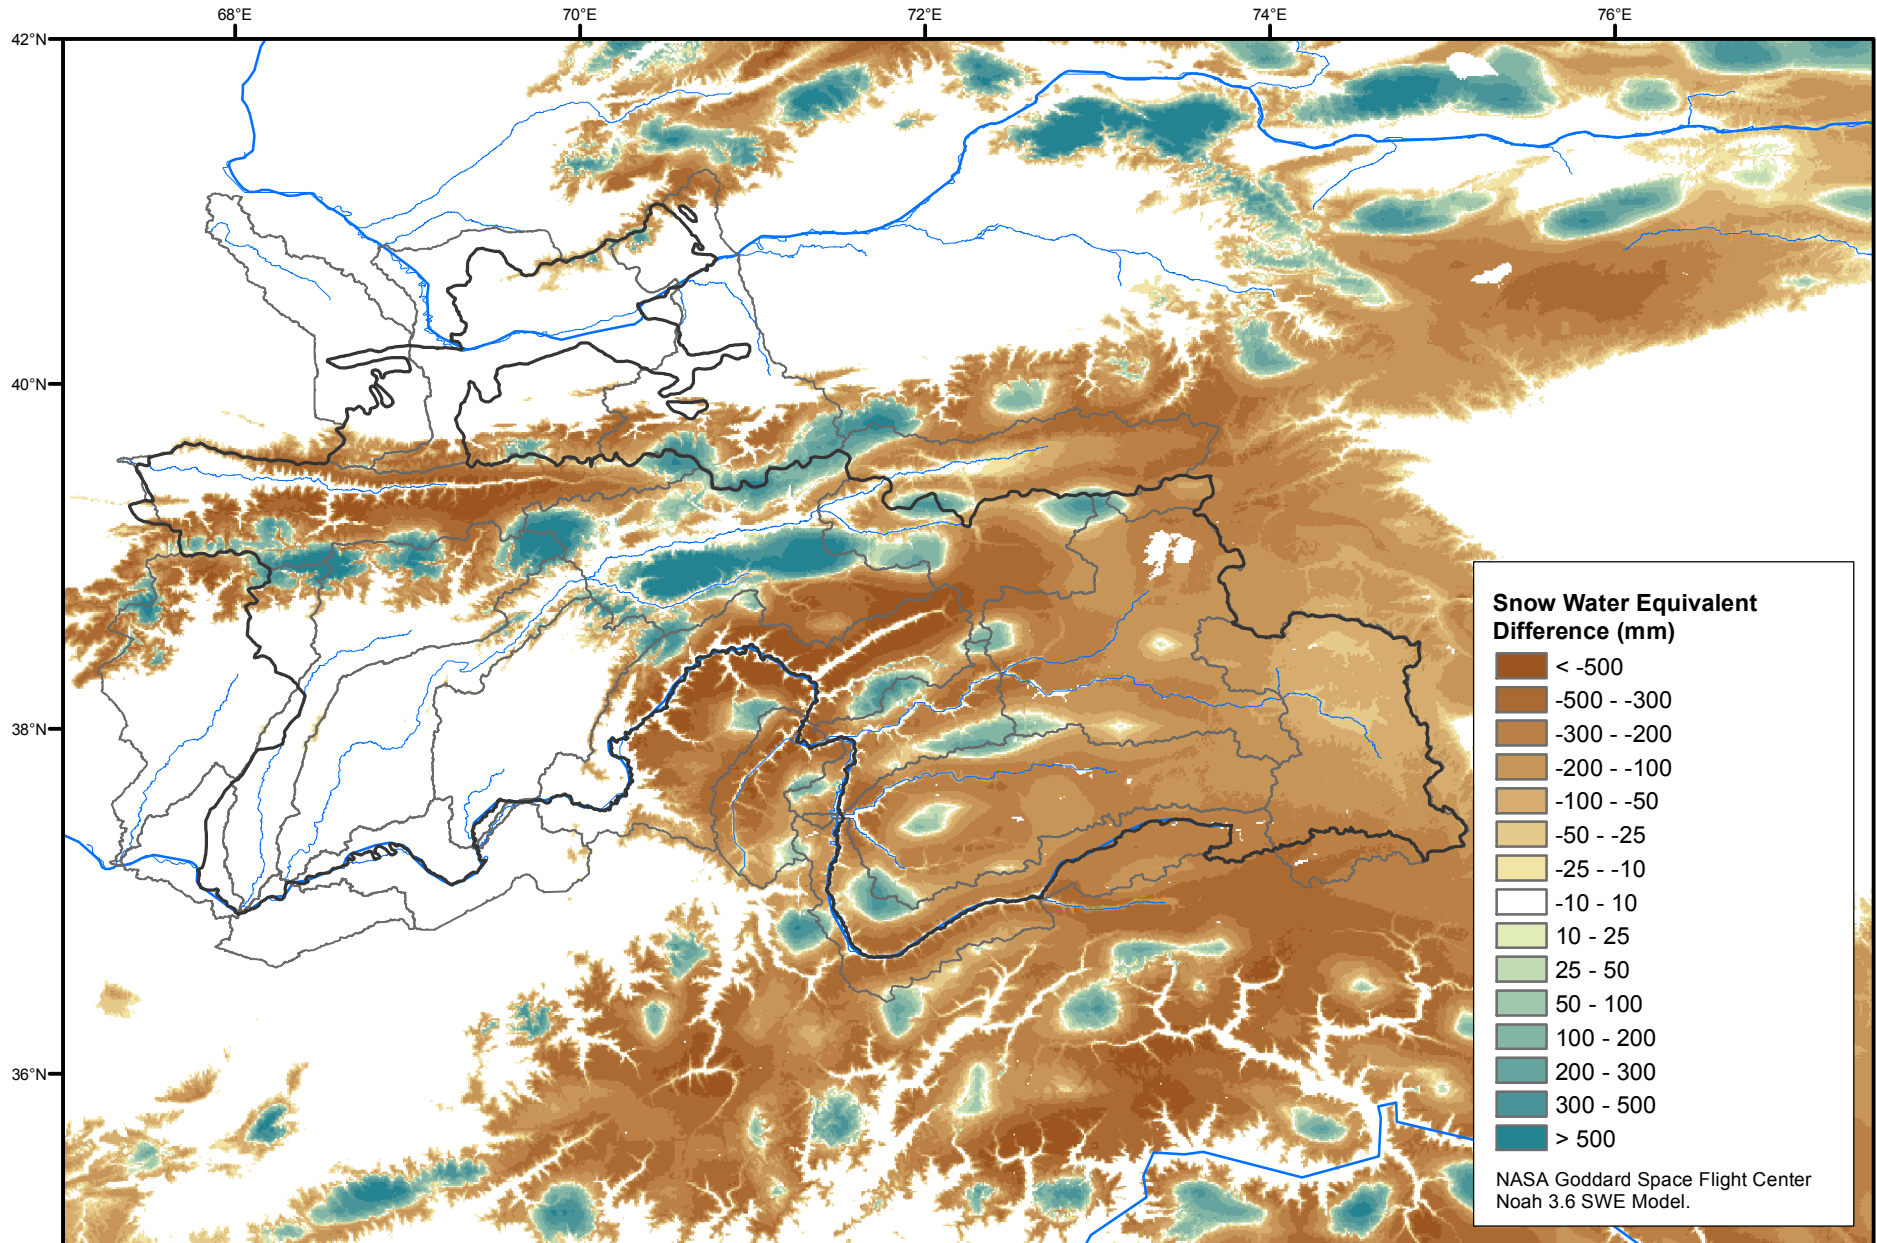 68°E 70°E 72°E 74°E 76°E
42°N
40°N
38°N
36°N
Snow Water Equivalent
Difference (mm)
< -500
-500 - -300
-300 - -200
-200 - -100
-100 - -50
-50 - -25
-25 - -10
-10 - 10
10 - 25
25 - 50
50 - 100
100 - 200
200 - 300
300 - 500
> 500
NASA Goddard Space Flight Center
Noah 3.6 SWE Model.